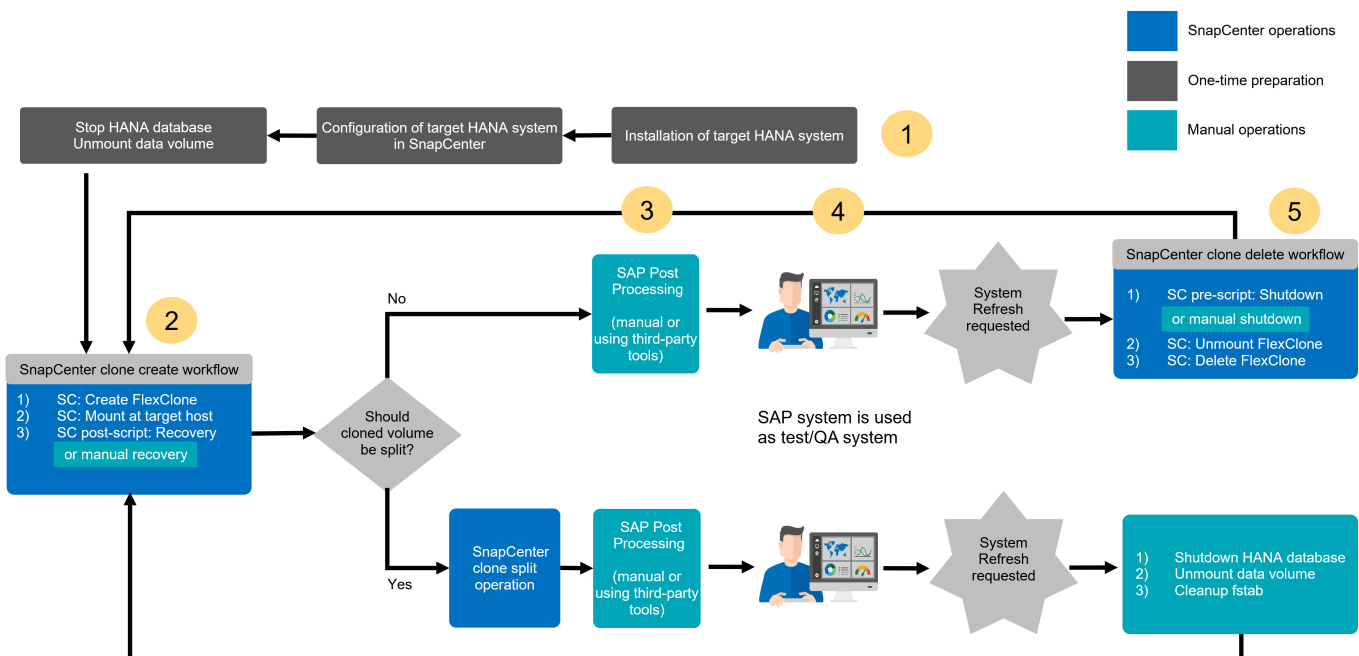 SnapCenter operations
One-time preparation
Manual operations
Stop HANA database
Unmount data volume
Configuration of target HANA system
in SnapCenter
Installation of target HANA system
1
3
4
5
2
SnapCenter clone create workflow
1) SC: Create FlexClone
2) SC: Mount at target host
3) SC post-script: Recovery
or manual recovery
Should
cloned volume
be split?
No
SAP Post
Processing
(manual or
using third-party
tools)
SAP system is used
as test/QA system
System
Refresh
requested
SnapCenter clone delete workflow
1) SC pre-script: Shutdown
or manual shutdown
2) SC: Unmount FlexClone
3) SC: Delete FlexClone
Yes
SnapCenter
clone split
operation
SAP Post
Processing
(manual or
using third-party
tools)
System
Refresh
requested
1) Shutdown HANA database
2) Unmount data volume
3) Cleanup fstab